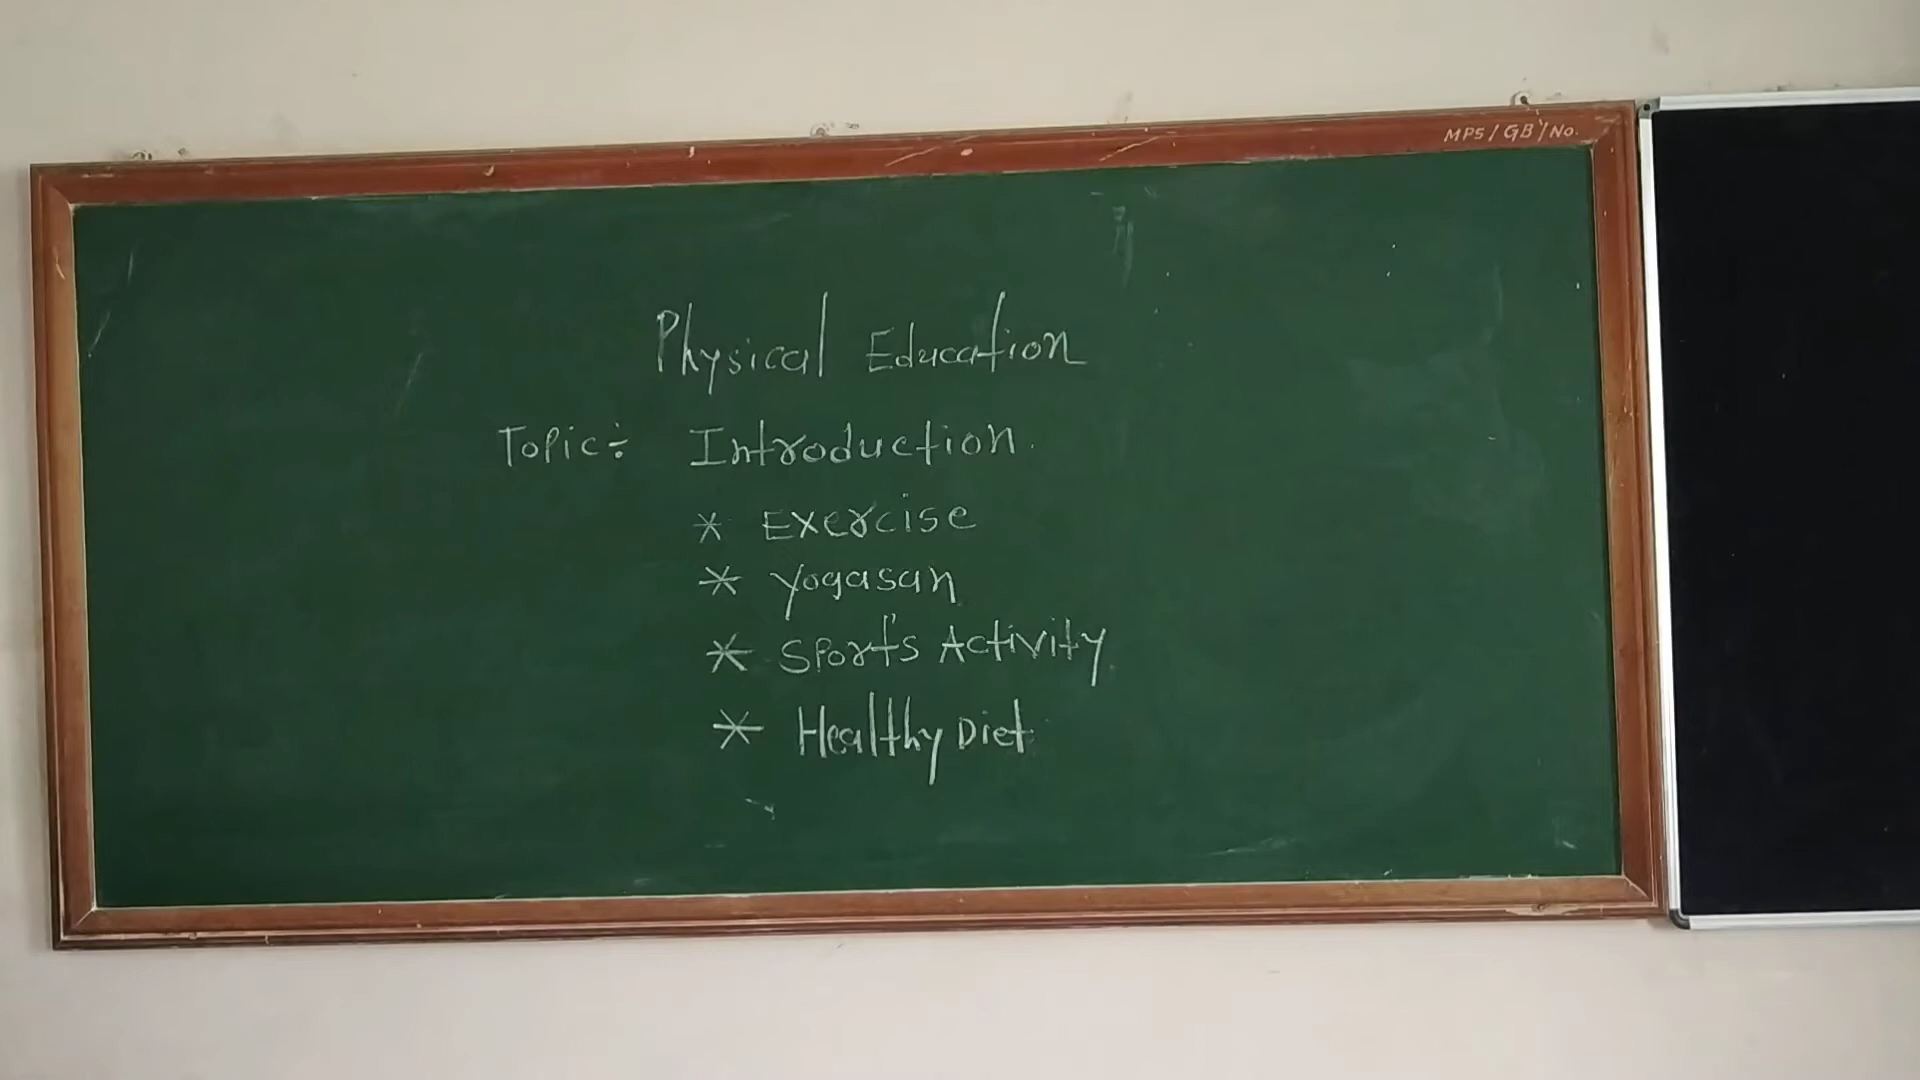 MPS/GB/No.
Physical Education
Topic÷ Introduction.
* Exercise
* Yogasan
* Sport's Activity
* Healthy Diet